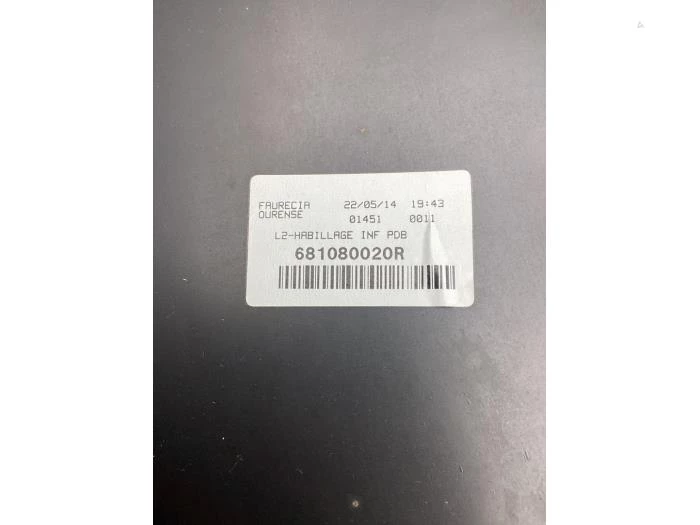 FAURECIA 22/05/14 19:43
OURENSE 01451 0011
L2-HABILLAGE INF PDB
681080020R